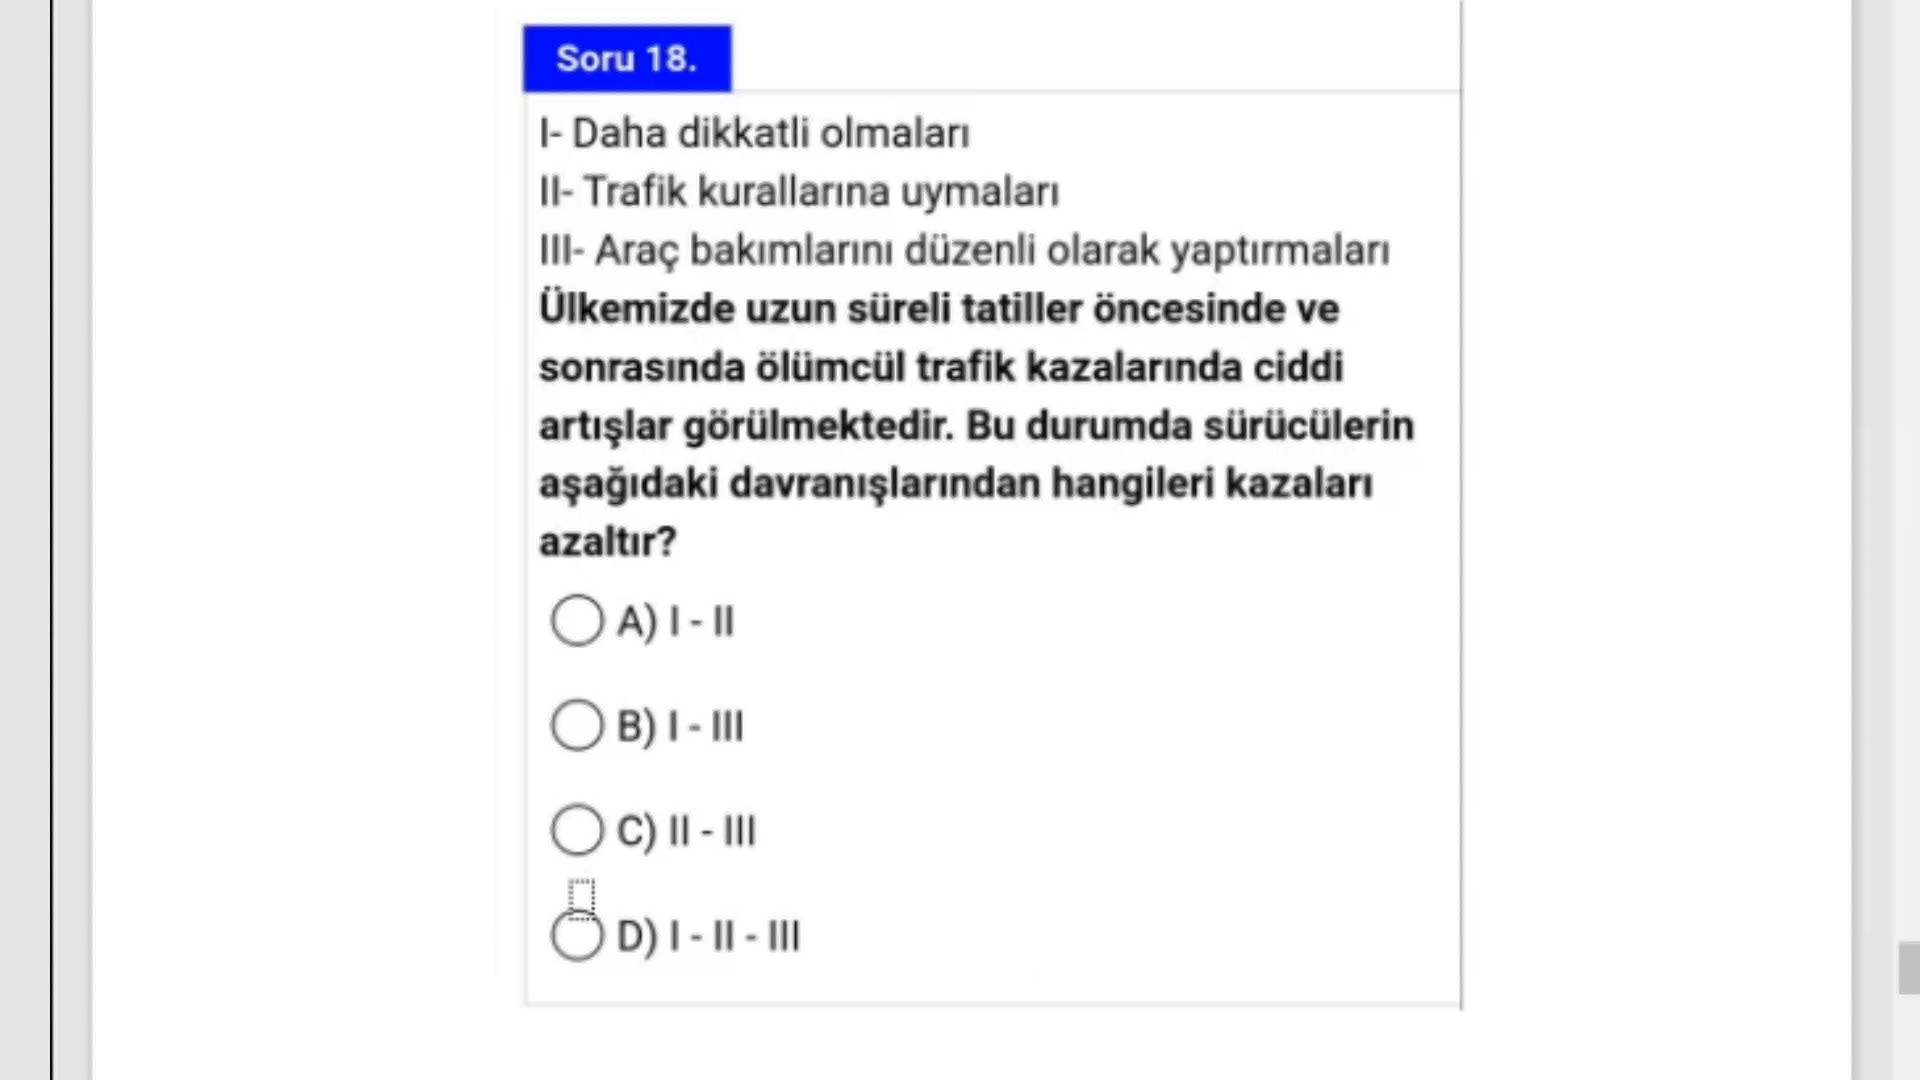 Soru 18.
I- Daha dikkatli olmaları
II- Trafik kurallarına uymaları
III- Araç bakımlarını düzenli olarak yaptırmaları
Ülkemizde uzun süreli tatiller öncesinde ve
sonrasında ölümcül trafik kazalarında ciddi
artışlar görülmektedir. Bu durumda sürücülerin
aşağıdaki davranışlarından hangileri kazaları
azaltır?
A) I - II
B) I - III
C) II - III
D) I - II - III